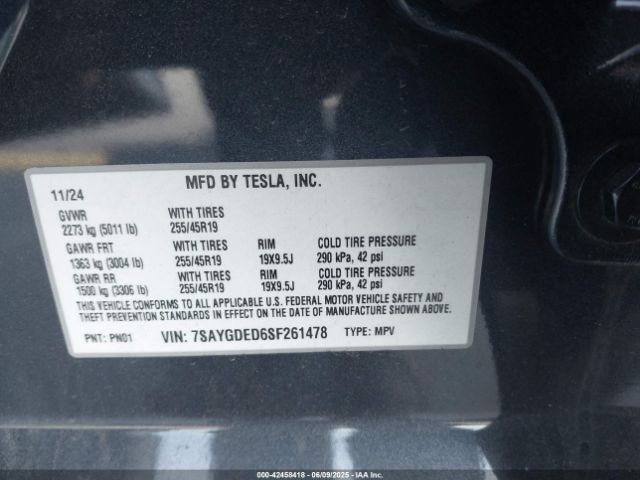 MFD BY TESLA, INC.
11/24
GVWR WITH TIRES
2273 kg (5011 lb) 255/45R19
GAWR FRT WITH TIRES RIM COLD TIRE PRESSURE
1363 kg (3004 lb) 255/45R19 19X9.5J 290 kPa, 42 psi
GAWR RR WITH TIRES RIM COLD TIRE PRESSURE
1500 kg (3306 lb) 255/45R19 19X9.5J 290 kPa, 42 psi
THIS VEHICLE CONFORMS TO ALL APPLICABLE U.S. FEDERAL MOTOR VEHICLE SAFETY AND
THEFT PREVENTION STANDARDS IN EFFECT ON THE DATE OF MANUFACTURE SHOWN ABOVE.
PNT: PN01 VIN: 7SAYGDED6SF261478 TYPE: MPV
000-42458418 - 06/09/2025 - IAA Inc.